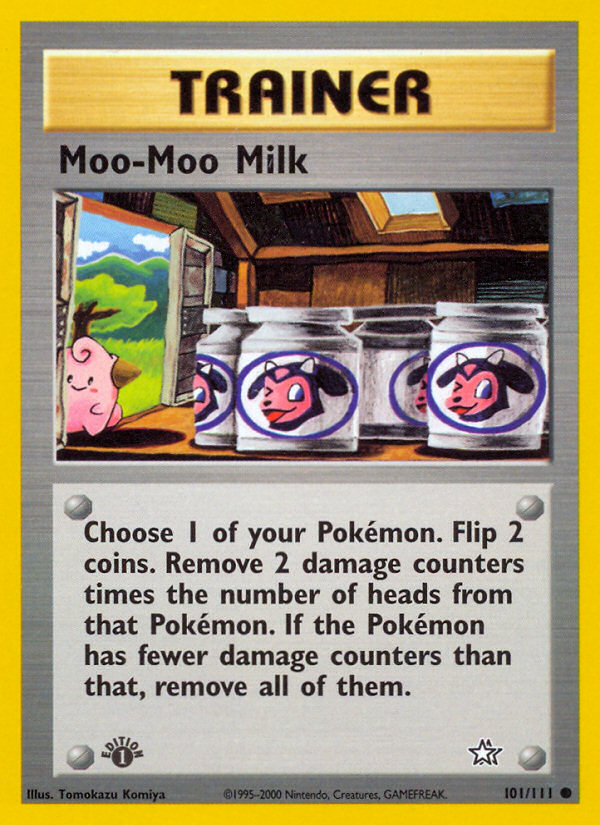 TRAINER
Moo-Moo Milk
Choose 1 of your Pokémon. Flip 2
coins. Remove 2 damage counters
times the number of heads from
that Pokémon. If the Pokémon
has fewer damage counters than
that, remove all of them.
EDITION
1
Illus. Tomokazu Komiya
©1995-2000 Nintendo, Creatures, GAMEFREAK.
101/111